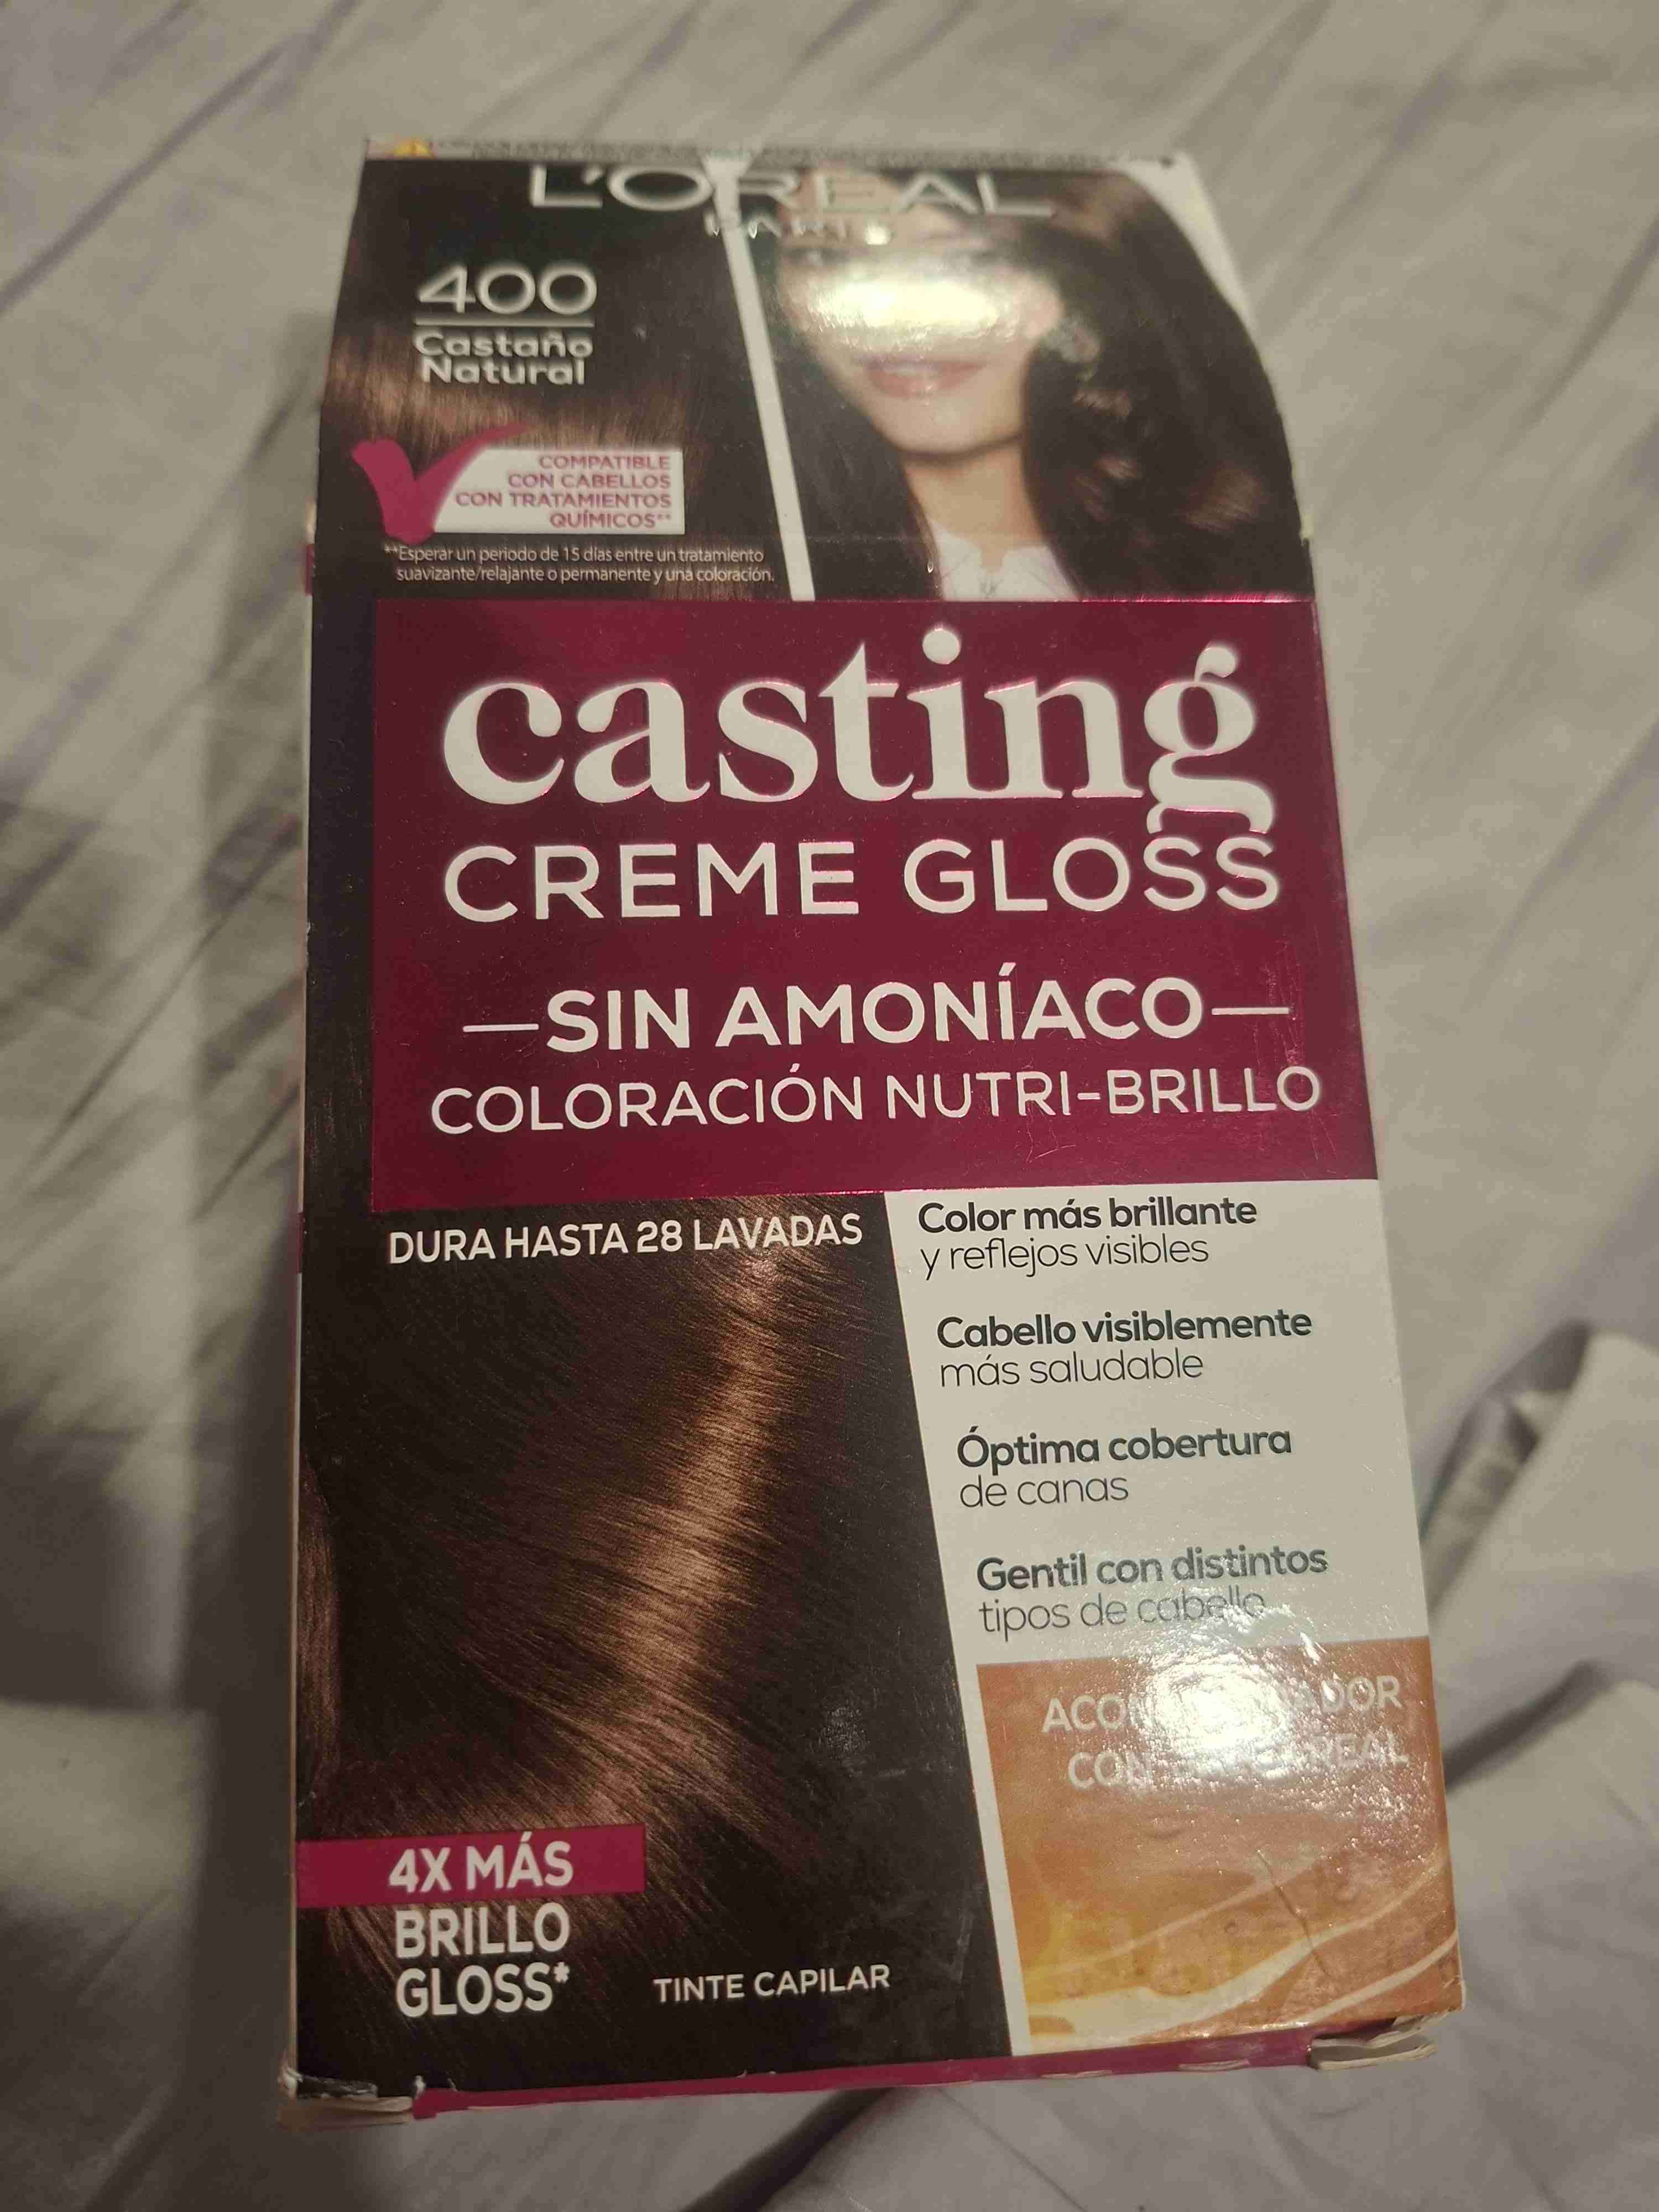 L'ORÉAL
PARIS
400
Castaño
Natural
COMPATIBLE
CON CABELLOS
CON TRATAMIENTOS
QUÍMICOS**
**Esperar un periodo de 15 días entre un tratamiento
suavizante/relajante o permanente y una coloración.
casting
CREME GLOSS
—SIN AMONÍACO—
COLORACIÓN NUTRI-BRILLO
DURA HASTA 28 LAVADAS
Color más brillante
y reflejos visibles
Cabello visiblemente
más saludable
Óptima cobertura
de canas
Gentil con distintos
tipos de cabello
CON
4X MÁS
BRILLO
GLOSS*
TINTE CAPILAR